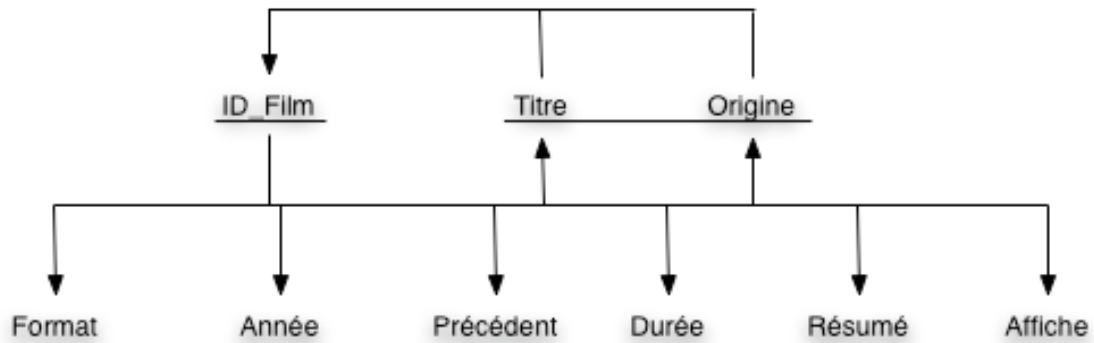 ID_Film Titre Origine
Format Année Précédent Durée Résumé Affiche